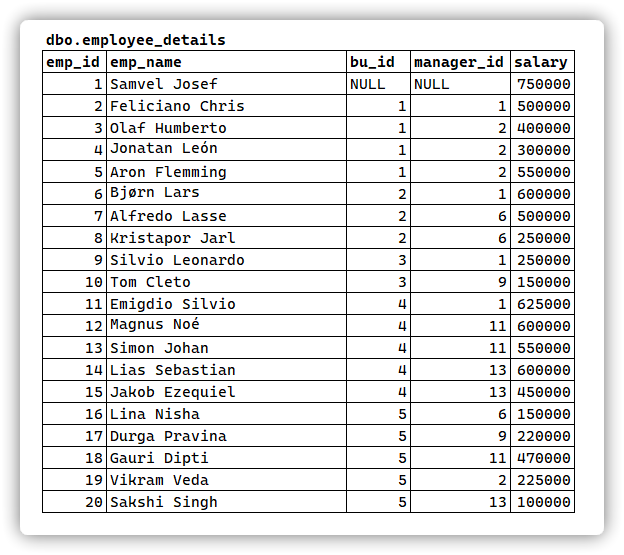 dbo.employee_details
emp_id emp_name bu_id manager_id salary
1 Samvel Josef NULL NULL 750000
2 Feliciano Chris 1 1 500000
3 Olaf Humberto 1 2 400000
4 Jonatan León 1 2 300000
5 Aron Flemming 1 2 550000
6 Bjørn Lars 2 1 600000
7 Alfredo Lasse 2 6 500000
8 Kristapor Jarl 2 6 250000
9 Silvio Leonardo 3 1 250000
10 Tom Cleto 3 9 150000
11 Emigdio Silvio 4 1 625000
12 Magnus Noé 4 11 600000
13 Simon Johan 4 11 550000
14 Lias Sebastian 4 13 600000
15 Jakob Ezequiel 4 13 450000
16 Lina Nisha 5 6 150000
17 Durga Pravina 5 9 220000
18 Gauri Dipti 5 11 470000
19 Vikram Veda 5 2 225000
20 Sakshi Singh 5 13 100000